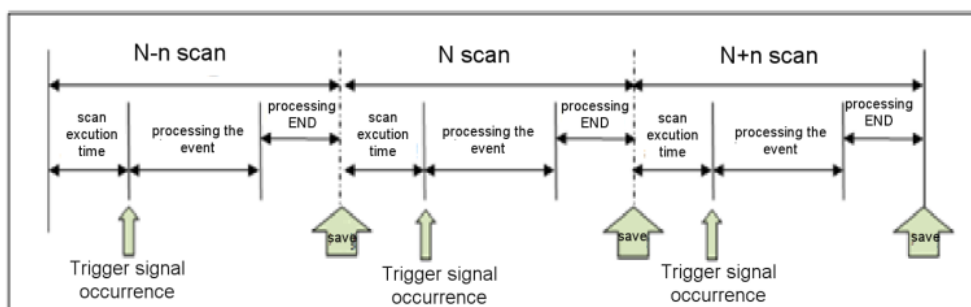 N-n scan
N scan
N+n scan
scan
excution
time
processing the
event
processing
END
scan
excution
time
processing the
event
processing
END
scan
excution
time
processing the
event
processing
END
save
save
save
Trigger signal
occurrence
Trigger signal
occurrence
Trigger signal
occurrence